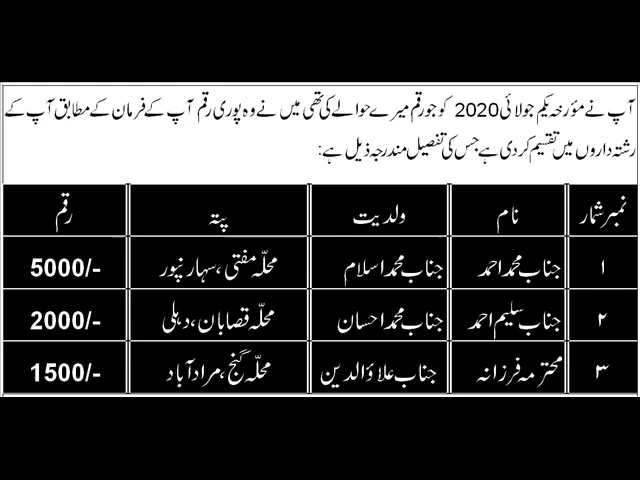 آپ نے مؤرخہ یکم جولائی 2020 کو جو رقم میرے حوالے کی تھی میں نے وہ پوری رقم آپ کے فرمان کے مطابق آپ کے
رشتہ داروں میں تقسیم کر دی ہے جس کی تفصیل مندرجہ ذیل ہے:
نمبر شمار نام ولدیت پتہ رقم
۱ جناب محمد احمد جناب محمد اسلام محلّہ مفتی، سہارنپور 5000/-
۲ جناب سلیم احمد جناب محمد احسان محلّہ قصابان، دہلی 2000/-
۳ محترمہ فرزانہ جناب علاؤالدین محلّہ گنج، مرادآباد 1500/-